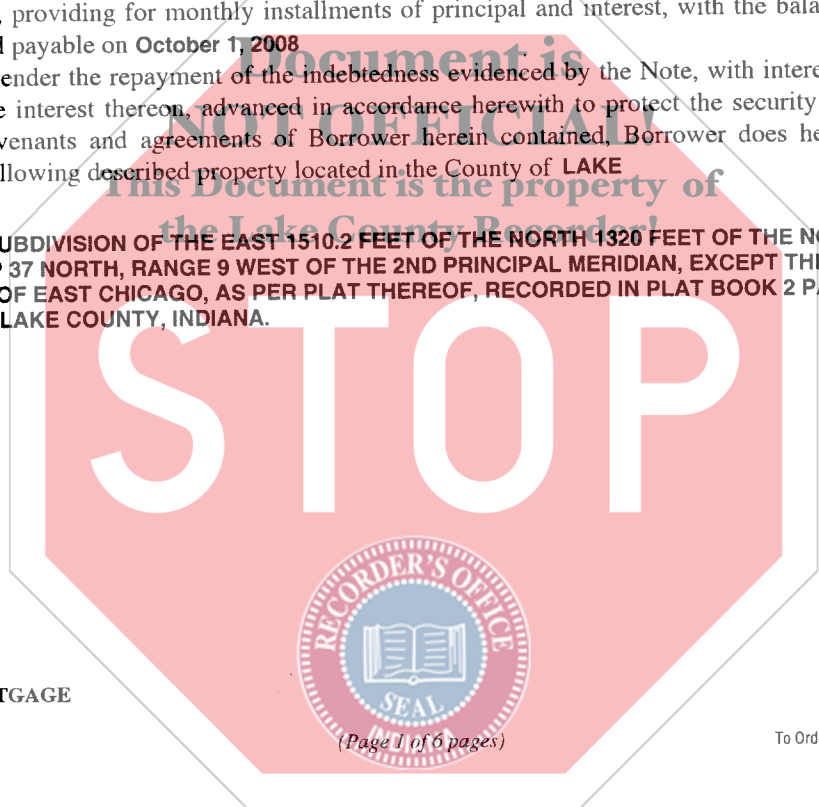 , providing for monthly installments of principal and interest, with the bala
payable on October 1, 2008
Document is
ender the repayment of the indebtedness evidenced by the Note, with intere
e interest thereon, advanced in accordance herewith to protect the security
NOT OFFICIAL!
venants and agreements of Borrower herein contained, Borrower does he
llowing described property located in the County of LAKE
This Document is the property of
the Lake County Recorder!
UBDIVISION OF THE EAST 1510.2 FEET OF THE NORTH 1320 FEET OF THE NO
37 NORTH, RANGE 9 WEST OF THE 2ND PRINCIPAL MERIDIAN, EXCEPT THE
OF EAST CHICAGO, AS PER PLAT THEREOF, RECORDED IN PLAT BOOK 2 PA
LAKE COUNTY, INDIANA.
STOP
RECORDER'S OFFICE
SEAL
INDIANA
TGAGE
(Page 1 of 6 pages)
To Ord